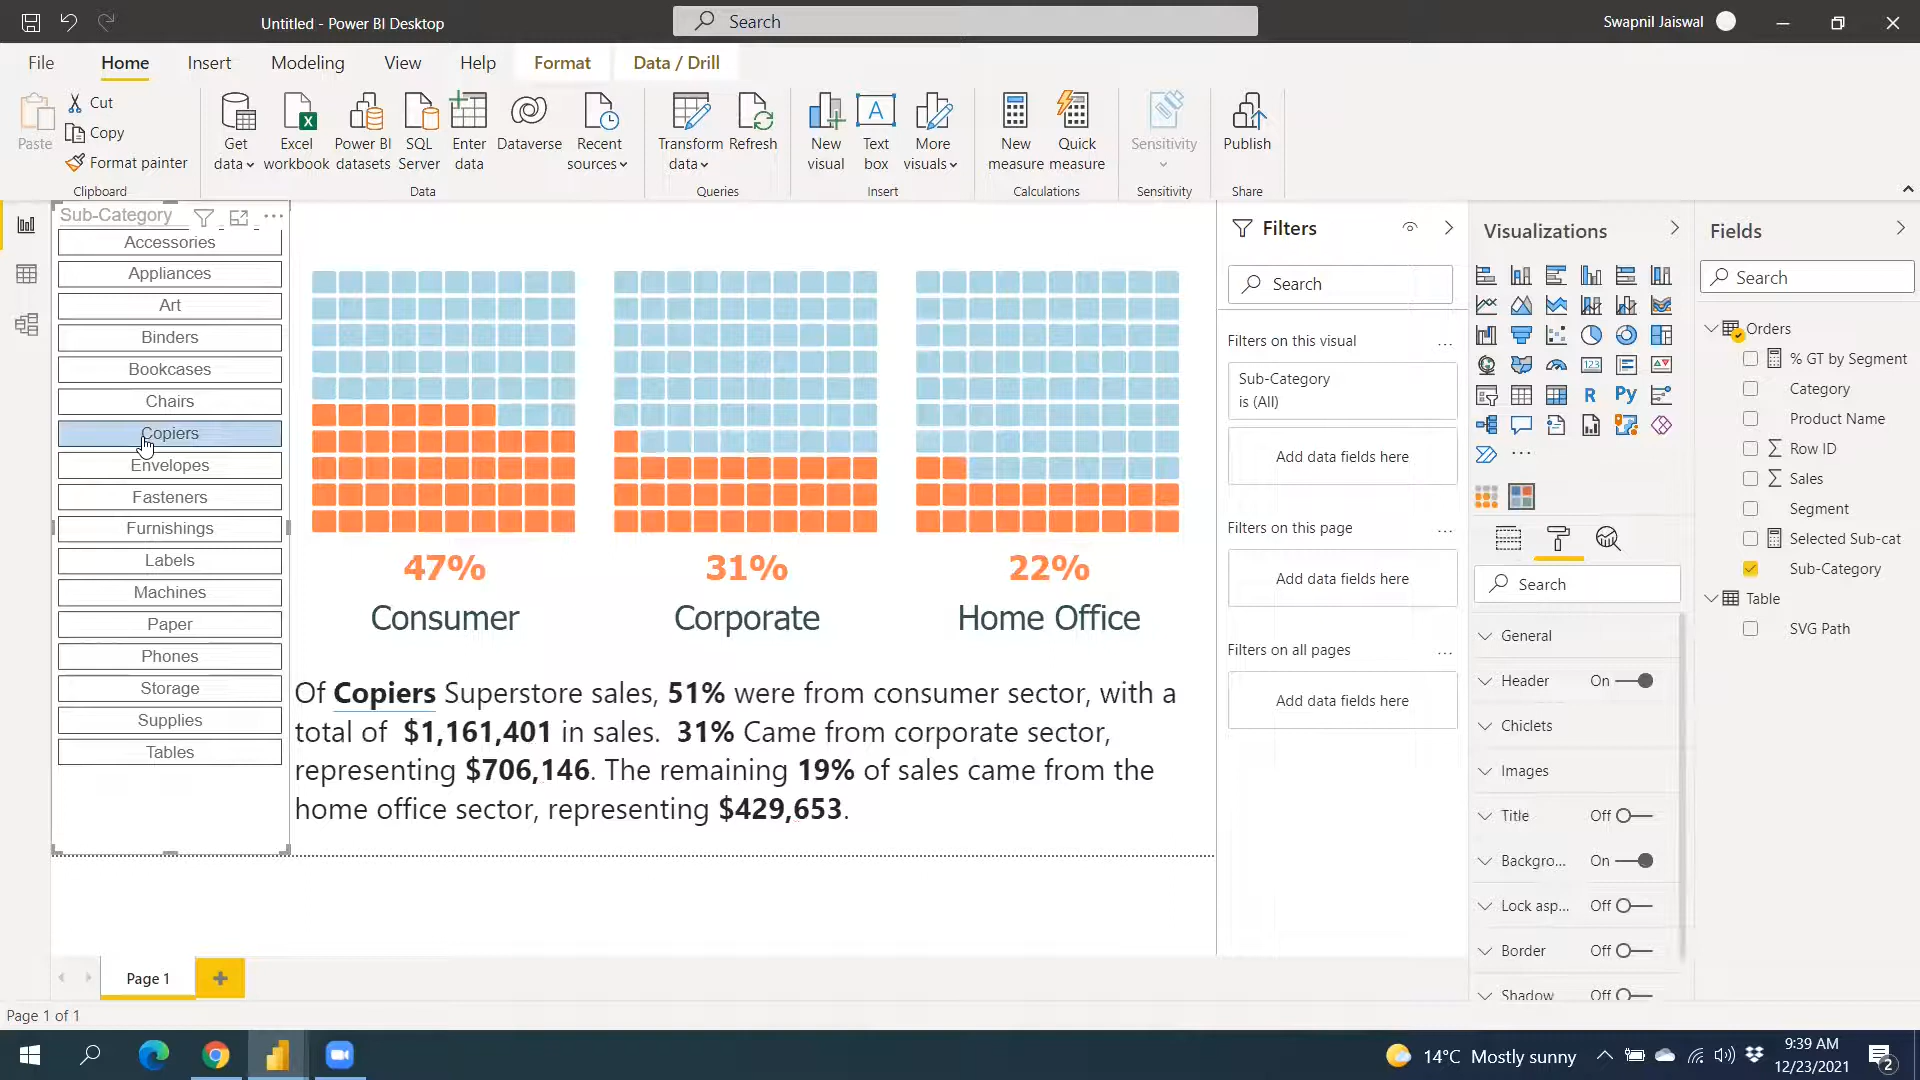 Untitled - Power BI Desktop
Search
Swapnil Jaiswal
File Home Insert Modeling View Help Format Data / Drill
Paste
Cut
Copy
Format painter
Clipboard
Get data
Excel workbook
Power BI datasets
SQL Server
Enter data
Dataverse
Recent sources
Data
Transform data
Refresh
Queries
New visual
Text box
More visuals
Insert
New measure
Quick measure
Calculations
Sensitivity
Sensitivity
Publish
Share
Sub-Category
Accessories
Appliances
Art
Binders
Bookcases
Chairs
Copiers
Envelopes
Fasteners
Furnishings
Labels
Machines
Paper
Phones
Storage
Supplies
Tables
47% 31% 22%
Consumer Corporate Home Office
Of Copiers Superstore sales, 51% were from consumer sector, with a
total of $1,161,401 in sales. 31% Came from corporate sector,
representing $706,146. The remaining 19% of sales came from the
home office sector, representing $429,653.
Filters
Search
Filters on this visual ...
Sub-Category
is (All)
Add data fields here
Filters on this page ...
Add data fields here
Filters on all pages ...
Add data fields here
Visualizations
R Py
123
...
Search
General
Header On
Chiclets
Images
Title Off
Backgro... On
Lock asp... Off
Border Off
Shadow Off
Fields
Search
Orders
% GT by Segment
Category
Product Name
Row ID
Sales
Segment
Selected Sub-cat
Sub-Category
Table
SVG Path
Page 1
Page 1 of 1
14°C Mostly sunny
9:39 AM
12/23/2021
2